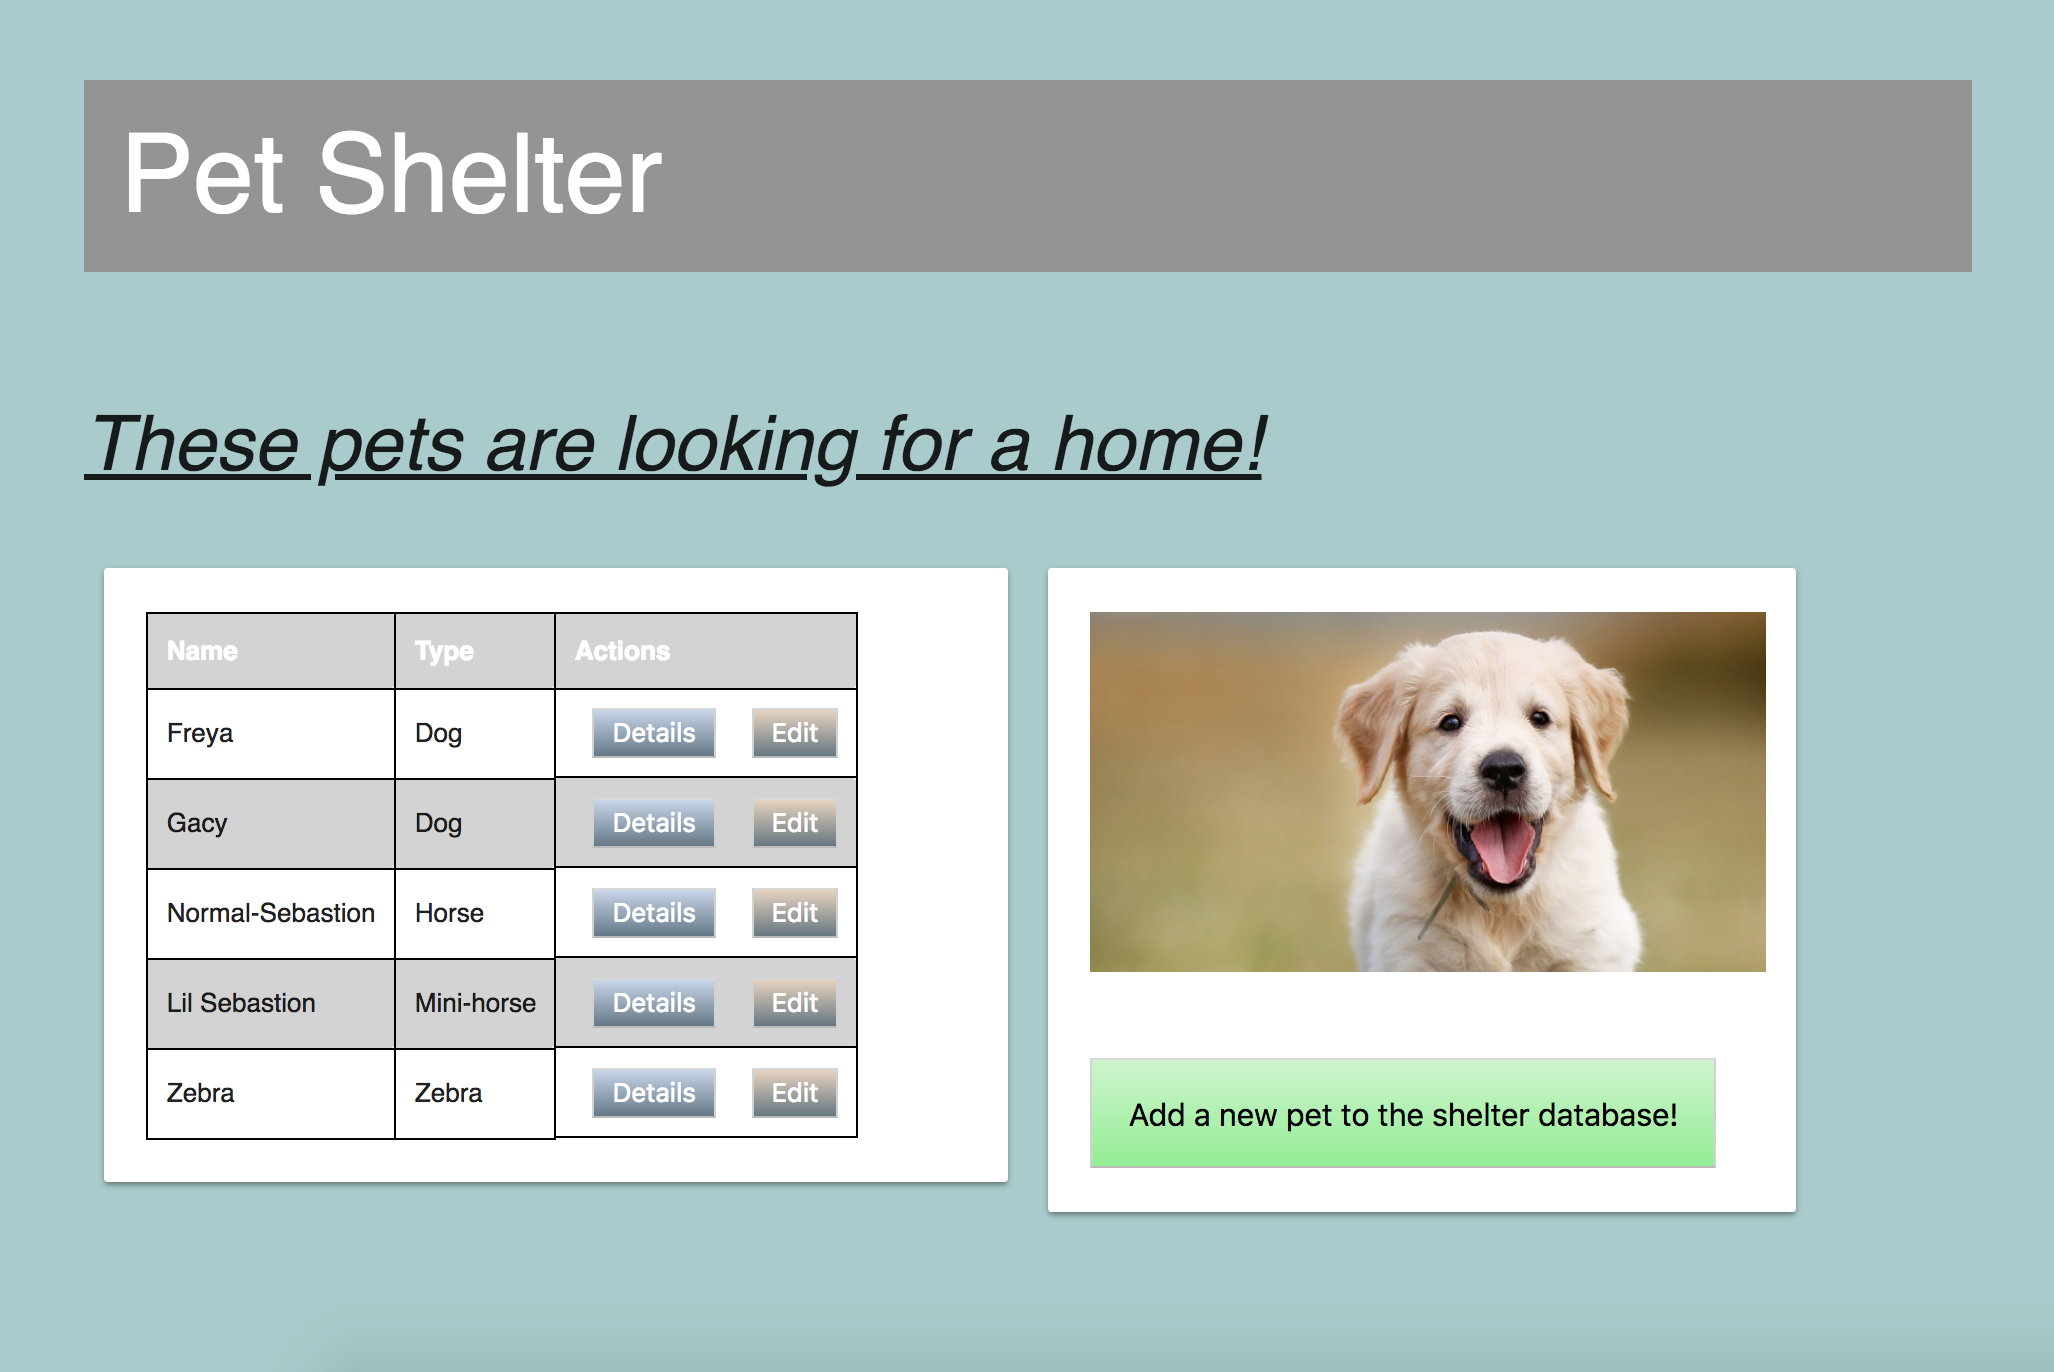 Pet Shelter
These pets are looking for a home!
Name Type Actions
Freya Dog Details Edit
Gacy Dog Details Edit
Normal-Sebastion Horse Details Edit
Lil Sebastion Mini-horse Details Edit
Zebra Zebra Details Edit
Add a new pet to the shelter database!